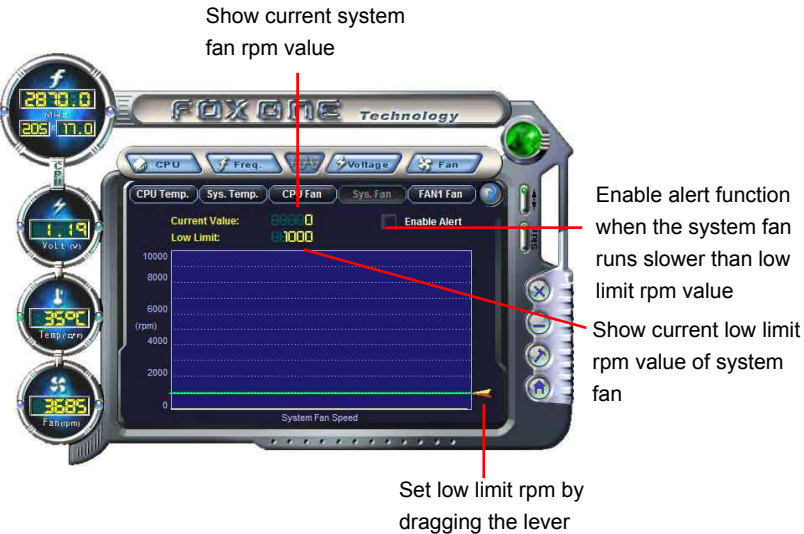 Show current system
fan rpm value
2870.0
MHz
205 x 17.0
CPU
FOX ONE Technology
CPU Freq. Voltage Fan
CPU Temp. Sys. Temp. CPU Fan Sys. Fan FAN1 Fan
Current Value: 0 Enable Alert
Low Limit: 1000
1.19
Volt (V)
35°C
Temp(C/F)
3685
Fan(rpm)
Skin
10000
8000
6000
(rpm)
4000
2000
0
System Fan Speed
Enable alert function
when the system fan
runs slower than low
limit rpm value
Show current low limit
rpm value of system
fan
Set low limit rpm by
dragging the lever